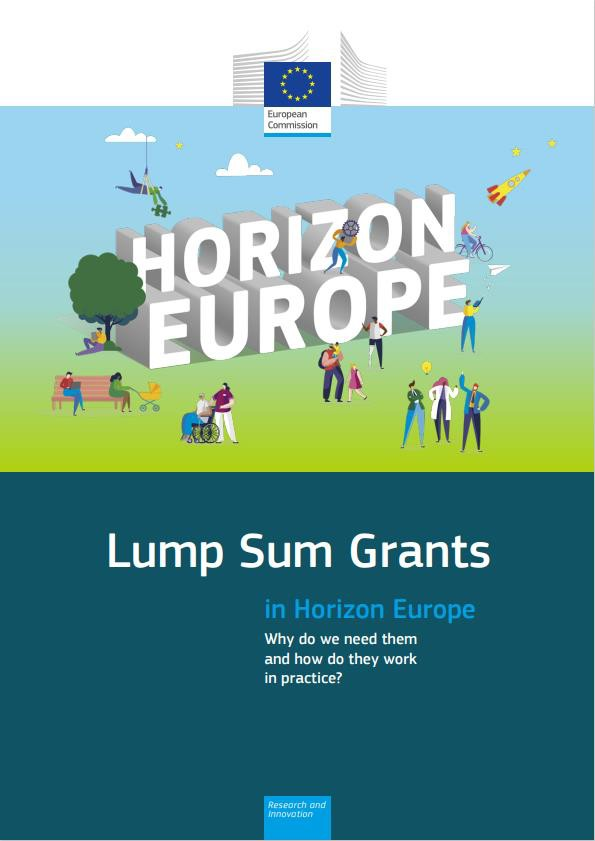 European
Commission
HORIZON
EUROPE
Lump Sum Grants
in Horizon Europe
Why do we need them
and how do they work
in practice?
Research and
Innovation